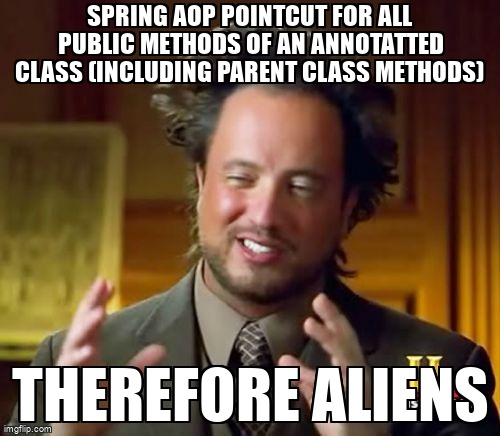 SPRING AOP POINTCUT FOR ALL
PUBLIC METHODS OF AN ANNOTATTED
CLASS (INCLUDING PARENT CLASS METHODS)
THEREFORE ALIENS
imgflip.com